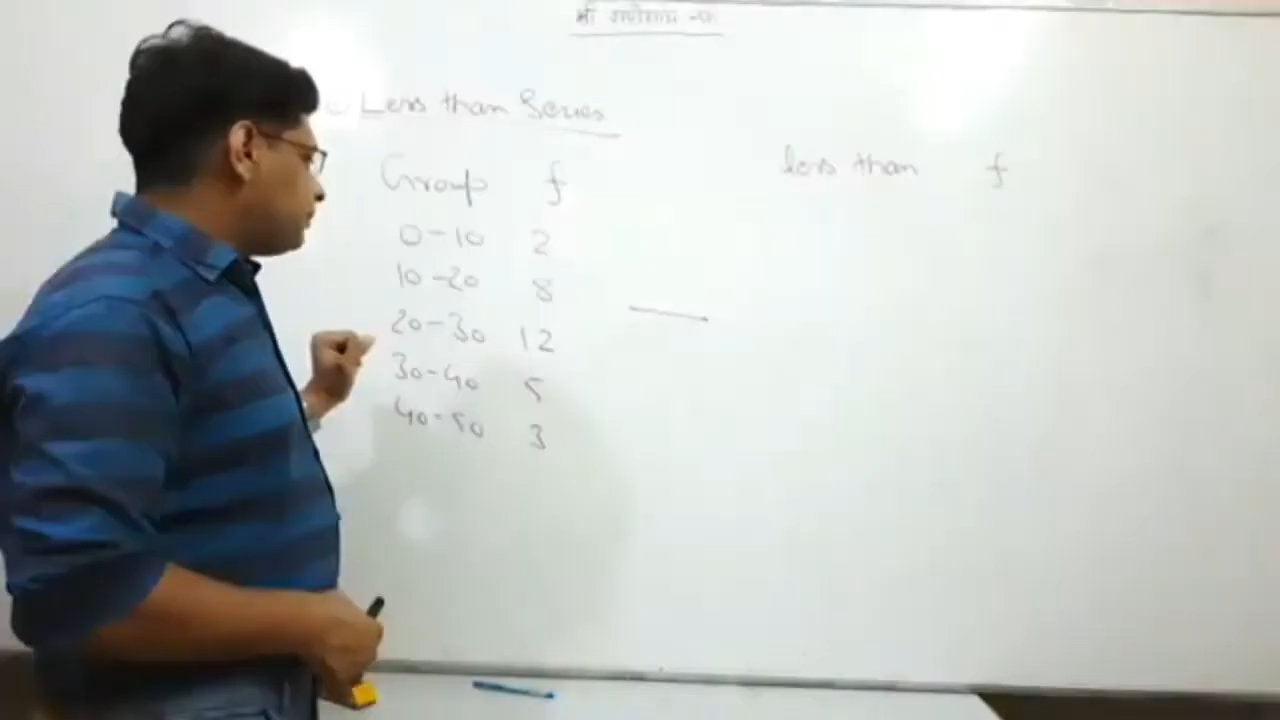 Less than Series
Group f
0-10 2
10-20 8
20-30 12
30-40 5
40-50 3
less than f